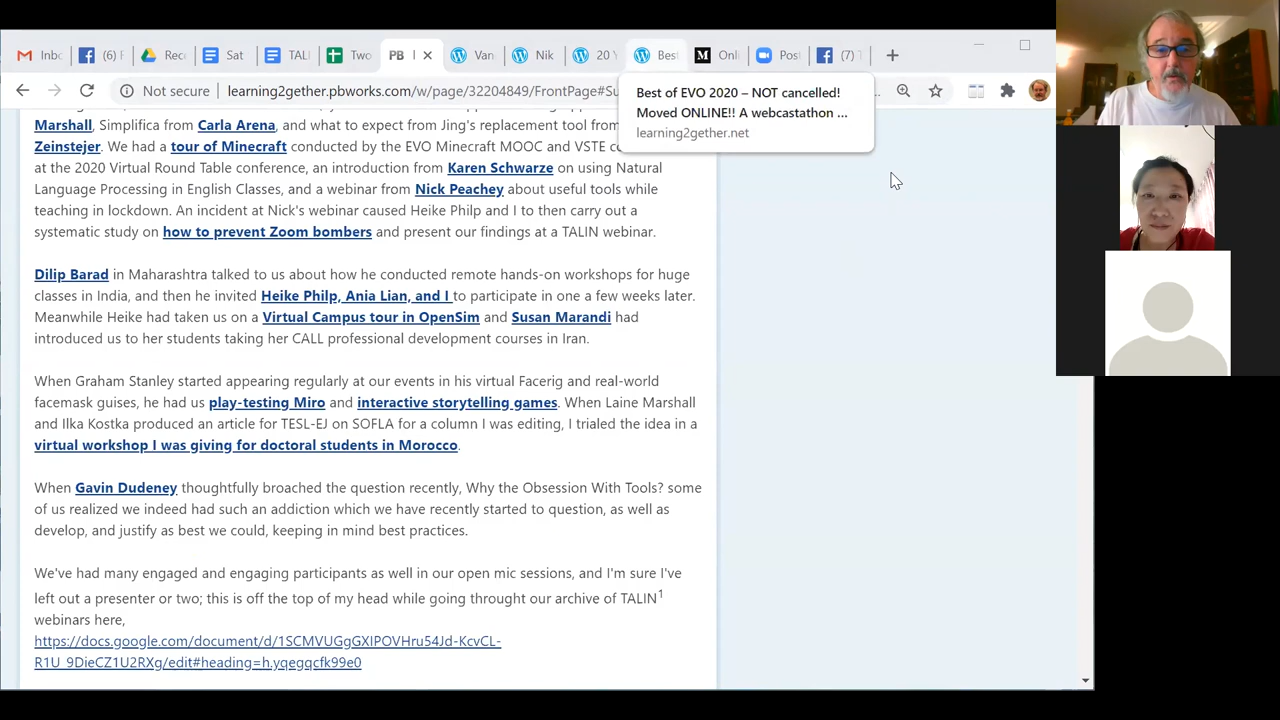 Inb
(6) F
Rec
Sat
TALI
Two
PB
Van
Nik
20 Y
Best
Onli
Post
(7) T
Not secure
learning2gether.pbworks.com/w/page/32204849/FrontPage#Su
Best of EVO 2020 – NOT cancelled!
Moved ONLINE!! A webcastathon ...
learning2gether.net
Marshall, Simplifica from Carla Arena, and what to expect from Jing's replacement tool from
Zeinstejer. We had a tour of Minecraft conducted by the EVO Minecraft MOOC and VSTE
at the 2020 Virtual Round Table conference, an introduction from Karen Schwarze on using Natural
Language Processing in English Classes, and a webinar from Nick Peachey about useful tools while
teaching in lockdown. An incident at Nick's webinar caused Heike Philp and I to then carry out a
systematic study on how to prevent Zoom bombers and present our findings at a TALIN webinar.
Dilip Barad in Maharashtra talked to us about how he conducted remote hands-on workshops for huge
classes in India, and then he invited Heike Philp, Ania Lian, and I to participate in one a few weeks later.
Meanwhile Heike had taken us on a Virtual Campus tour in OpenSim and Susan Marandi had
introduced us to her students taking her CALL professional development courses in Iran.
When Graham Stanley started appearing regularly at our events in his virtual Facerig and real-world
facemask guises, he had us play-testing Miro and interactive storytelling games. When Laine Marshall
and Ilka Kostka produced an article for TESL-EJ on SOFLA for a column I was editing, I trialed the idea in a
virtual workshop I was giving for doctoral students in Morocco.
When Gavin Dudeney thoughtfully broached the question recently, Why the Obsession With Tools? some
of us realized we indeed had such an addiction which we have recently started to question, as well as
develop, and justify as best we could, keeping in mind best practices.
We've had many engaged and engaging participants as well in our open mic sessions, and I'm sure I've
left out a presenter or two; this is off the top of my head while going throught our archive of TALIN1
webinars here,
https://docs.google.com/document/d/1SCMVUGgGXIPOVHru54Jd-KcvCL-
R1U_9DieCZ1U2RXg/edit#heading=h.yqegqcfk99e0